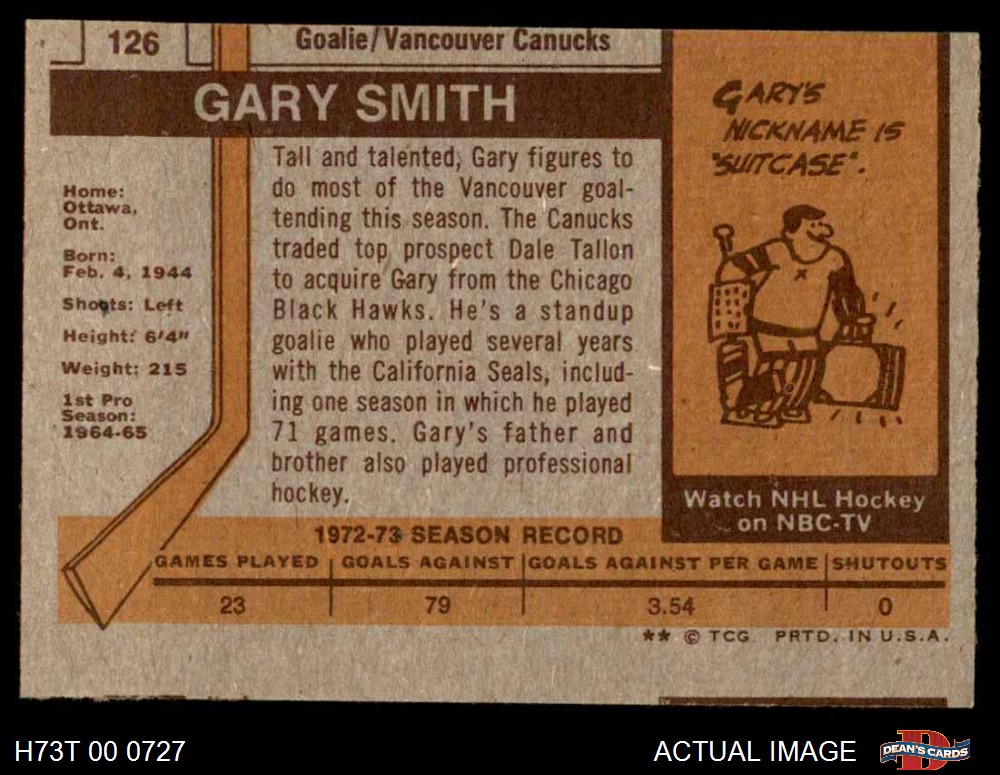 126
Goalie/Vancouver Canucks
GARY SMITH
Home:
Ottawa,
Ont.
Born:
Feb. 4, 1944
Shoots: Left
Height: 6'4"
Weight: 215
1st Pro
Season:
1964-65
Tall and talented, Gary figures to
do most of the Vancouver goal-
tending this season. The Canucks
traded top prospect Dale Tallon
to acquire Gary from the Chicago
Black Hawks. He's a standup
goalie who played several years
with the California Seals, includ-
ing one season in which he played
71 games. Gary's father and
brother also played professional
hockey.
GARY'S
NICKNAME IS
"SUITCASE".
Watch NHL Hockey
on NBC-TV
1972-73 SEASON RECORD
GAMES PLAYED GOALS AGAINST GOALS AGAINST PER GAME SHUTOUTS
23 79 3.54 0
** © TCG PRTD. IN U.S.A.
H73T 00 0727
ACTUAL IMAGE
D
DEAN'S CARDS